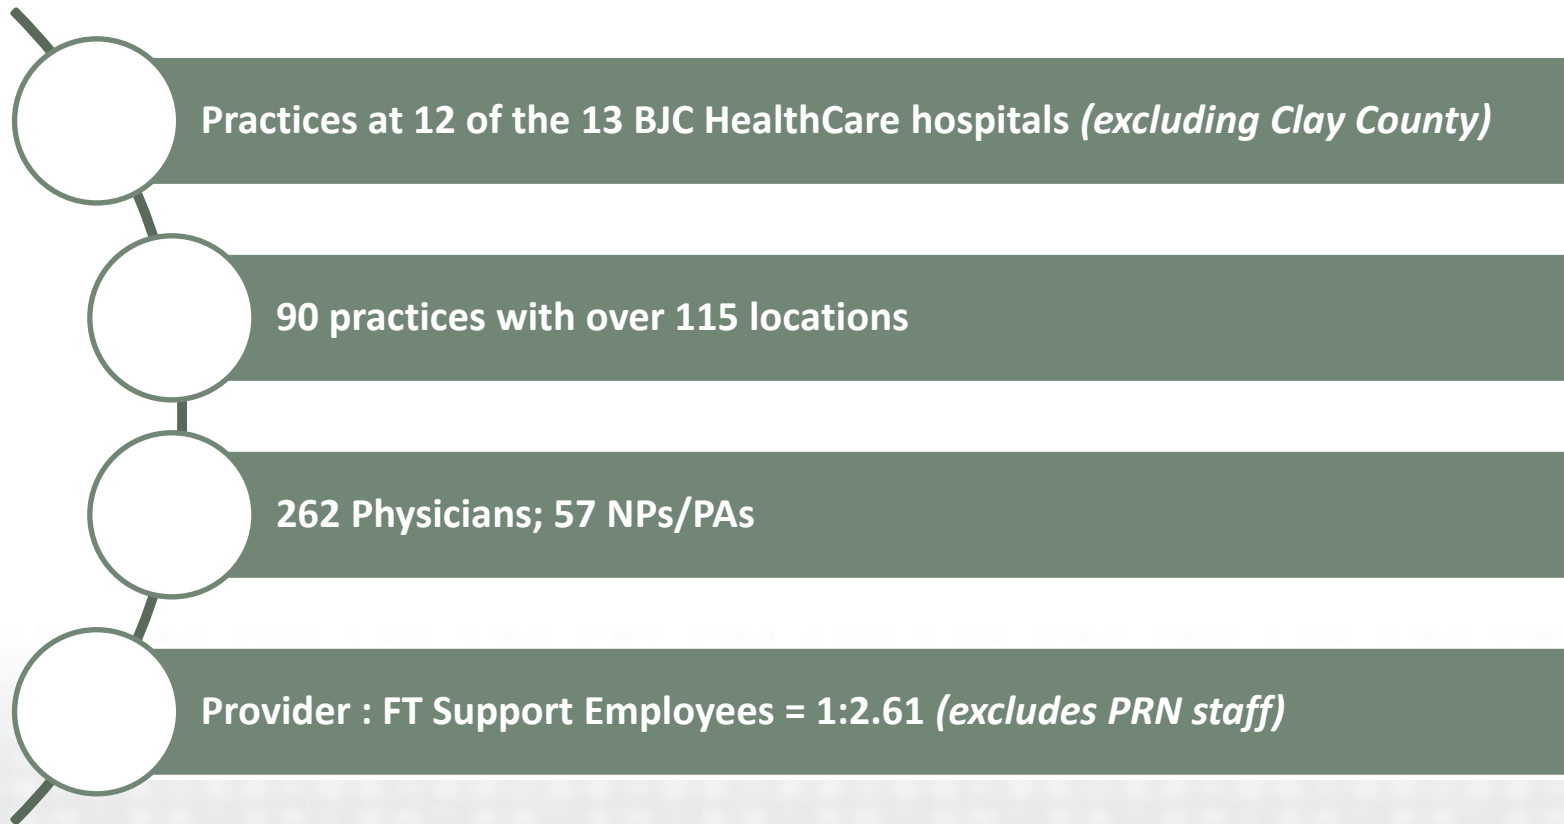 Practices at 12 of the 13 BJC HealthCare hospitals (excluding Clay County)
90 practices with over 115 locations
262 Physicians; 57 NPs/PAs
Provider : FT Support Employees = 1:2.61 (excludes PRN staff)